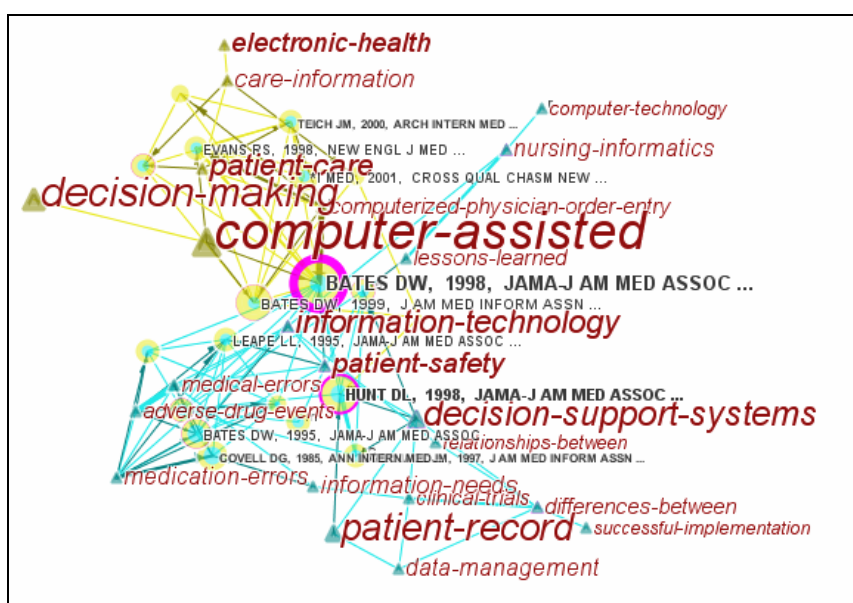 electronic-health
care-information
computer-technology
TEICH JM, 2000, ARCH INTERN MED ...
EVANS RS, 1998, NEW ENGL J MED ...
nursing-informatics
patient-care
MED, 2001, CROSS QUAL CHASM NEW ...
decision-making
computerized-physician-order-entry
computer-assisted
lessons-learned
BATES DW, 1998, JAMA-J AM MED ASSOC ...
BATES DW, 1999, J AM MED INFORM ASSN ...
information-technology
LEAPE LL, 1995, JAMA-J AM MED ASSOC ...
patient-safety
medical-errors
HUNT DL, 1998, JAMA-J AM MED ASSOC ...
adverse-drug-events
decision-support-systems
BATES DW, 1995, JAMA-J AM MED ASSOC
relationships-between
COVELL DG, 1985, ANN INTERN MED
1997, J AM MED INFORM ASSN ...
medication-errors
information-needs
clinical-trials
differences-between
patient-record
successful-implementation
data-management